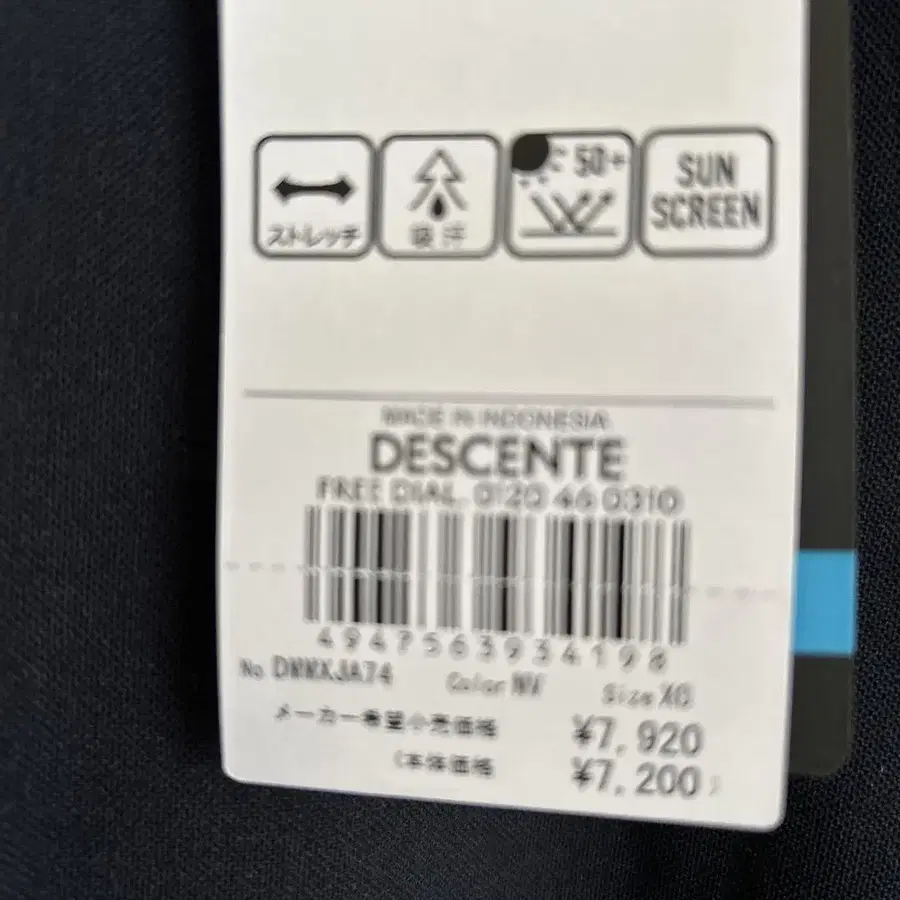 ストレッチ
吸汗
50+
SUN
SCREEN
MADE IN INDONESIA
DESCENTE
FREE DIAL. 0120 46 0310
4947563934198
No. DMMXJA74
Color NV
Size XO
メーカー希望小売価格 ¥7,920
(本体価格 ¥7,200)